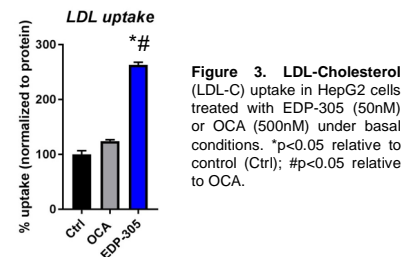 LDL uptake
% uptake (normalized to protein)
300
200
100
0
*#
Ctrl
OCA
EDP-305
Figure 3. LDL-Cholesterol
(LDL-C) uptake in HepG2 cells
treated with EDP-305 (50nM)
or OCA (500nM) under basal
conditions. *p<0.05 relative to
control (Ctrl); #p<0.05 relative
to OCA.